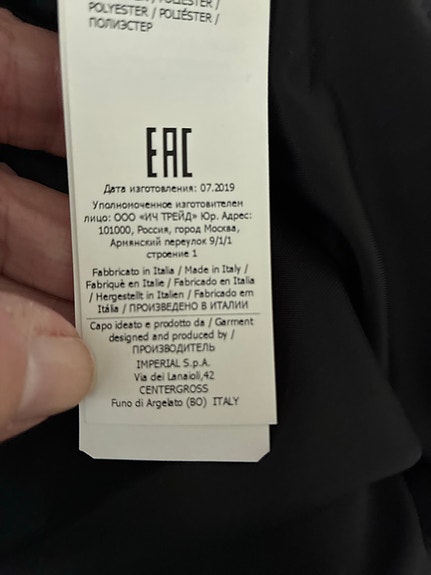 POLYESTER / POLIÉSTER /
ПОЛИЭСТЕР
EAC
Дата изготовления: 07.2019
Уполномоченное изготовителем
лицо: ООО «ИЧ ТРЕЙД» Юр. Адрес:
101000, Россия, город Москва,
Армянский переулок 9/1/1
строение 1
Fabbricato in Italia / Made in Italy /
Fabriqué en Italie / Fabricado en Italia
/ Hergestellt in Italien / Fabricado em
Itália / ПРОИЗВЕДЕНО В ИТАЛИИ
Capo ideato e prodotto da / Garment
designed and produced by /
ПРОИЗВОДИТЕЛЬ
IMPERIAL S.p.A.
Via dei Lanaioli,42
CENTERGROSS
Funo di Argelato (BO) ITALY